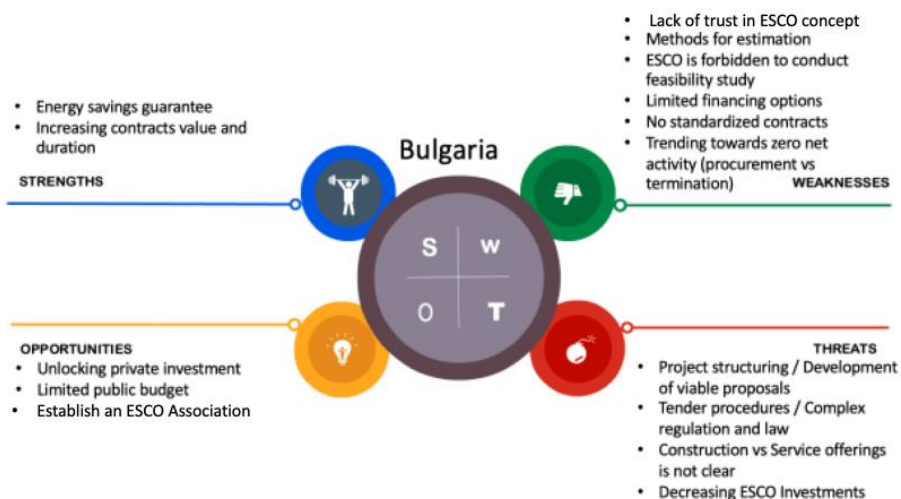 • Energy savings guarantee
• Increasing contracts value and
duration
STRENGTHS
Bulgaria
• Lack of trust in ESCO concept
• Methods for estimation
• ESCO is forbidden to conduct
feasibility study
• Limited financing options
• No standardized contracts
• Trending towards zero net
activity (procurement vs
termination)
WEAKNESSES
S W
O T
OPPORTUNITIES
• Unlocking private investment
• Limited public budget
• Establish an ESCO Association
THREATS
• Project structuring / Development
of viable proposals
• Tender procedures / Complex
regulation and law
• Construction vs Service offerings
is not clear
• Decreasing ESCO Investments